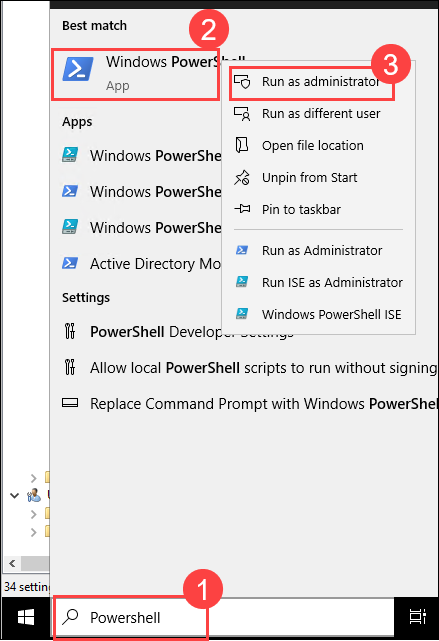 Best match
2
Windows PowerShell
App
3
Run as administrator
Run as different user
Open file location
Unpin from Start
Pin to taskbar
Run as Administrator
Run ISE as Administrator
Windows PowerShell ISE
Apps
Windows PowerShe
Windows PowerShe
Windows PowerShe
Active Directory Mo
Settings
PowerShell Developer Settings
Allow local PowerShell scripts to run without signing
Replace Command Prompt with Windows PowerShel
34 setting
1
Powershell